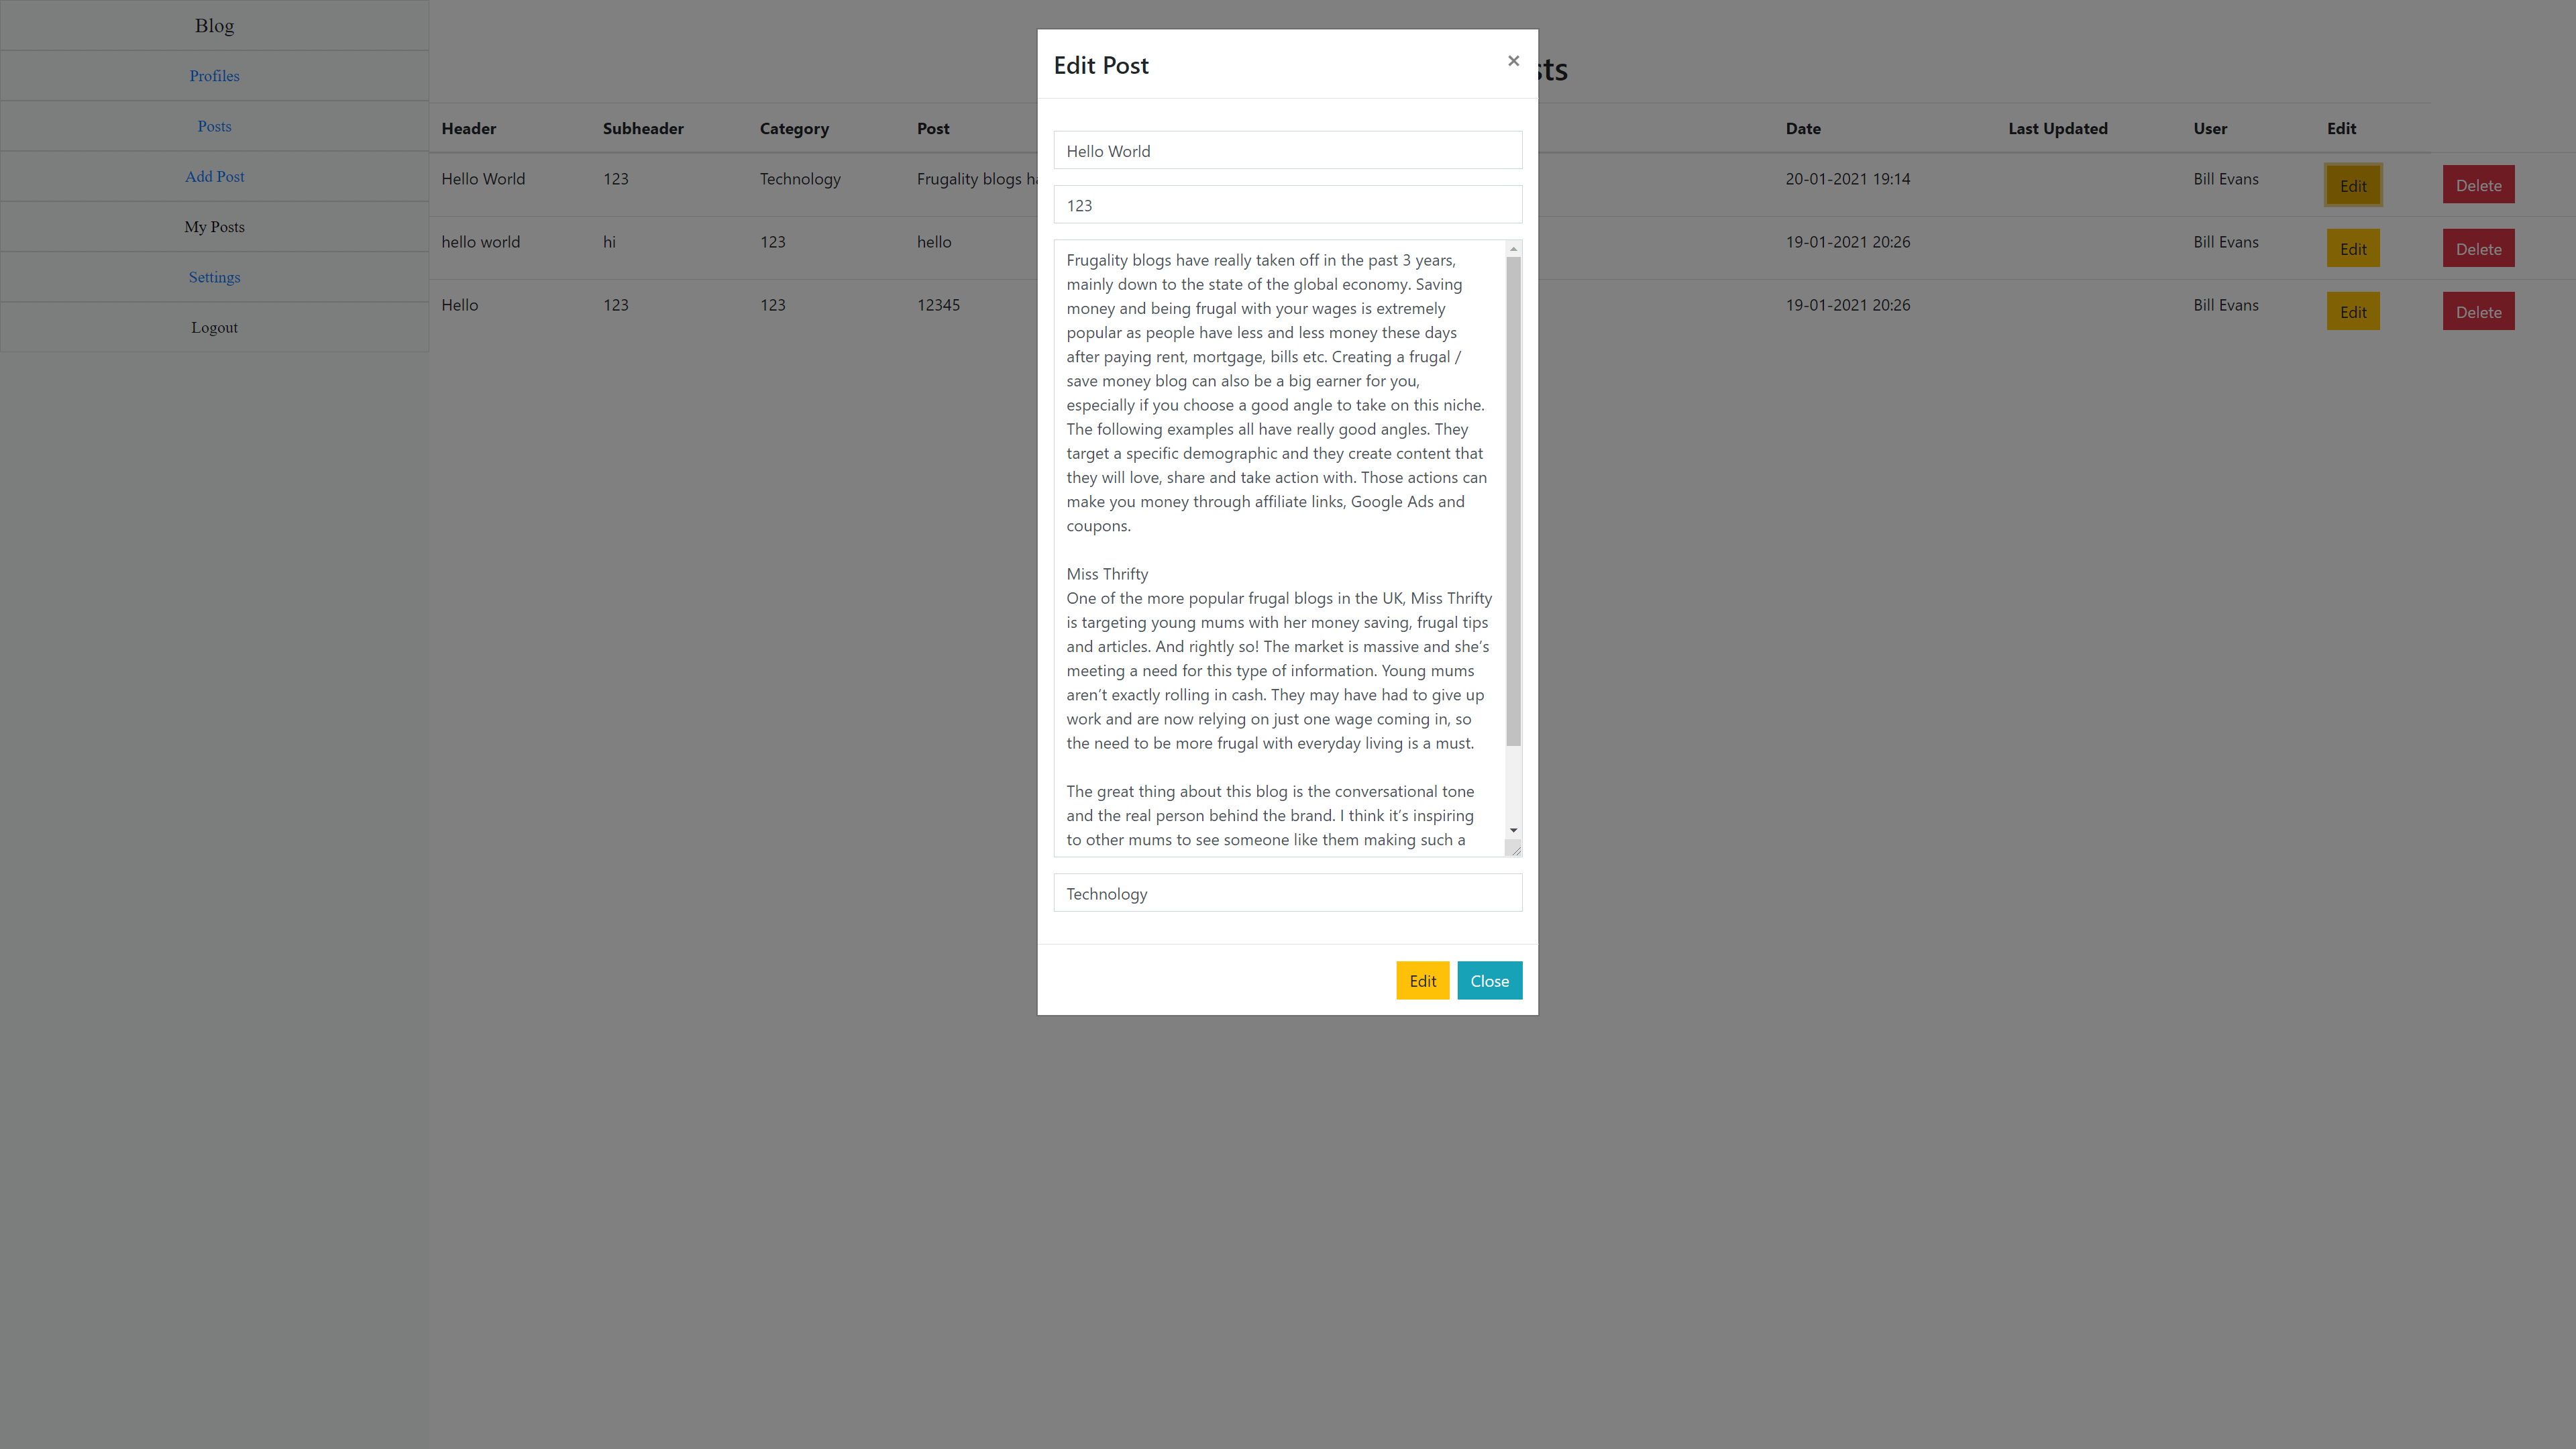 Blog
Profiles
Posts
Add Post
My Posts
Settings
Logout
Header Subheader Category Post Date Last Updated User Edit
Hello World 123 Technology Frugality blogs 20-01-2021 19:14 Bill Evans Edit Delete
hello world hi 123 hello 19-01-2021 20:26 Bill Evans Edit Delete
Hello 123 123 12345 19-01-2021 20:26 Bill Evans Edit Delete
Edit Post ×
Hello World
123
Frugality blogs have really taken off in the past 3 years,
mainly down to the state of the global economy. Saving
money and being frugal with your wages is extremely
popular as people have less and less money these days
after paying rent, mortgage, bills etc. Creating a frugal /
save money blog can also be a big earner for you,
especially if you choose a good angle to take on this niche.
The following examples all have really good angles. They
target a specific demographic and they create content that
they will love, share and take action with. Those actions can
make you money through affiliate links, Google Ads and
coupons.
Miss Thrifty
One of the more popular frugal blogs in the UK, Miss Thrifty
is targeting young mums with her money saving, frugal tips
and articles. And rightly so! The market is massive and she’s
meeting a need for this type of information. Young mums
aren’t exactly rolling in cash. They may have had to give up
work and are now relying on just one wage coming in, so
the need to be more frugal with everyday living is a must.
The great thing about this blog is the conversational tone
and the real person behind the brand. I think it’s inspiring
to other mums to see someone like them making such a
Technology
Edit Close